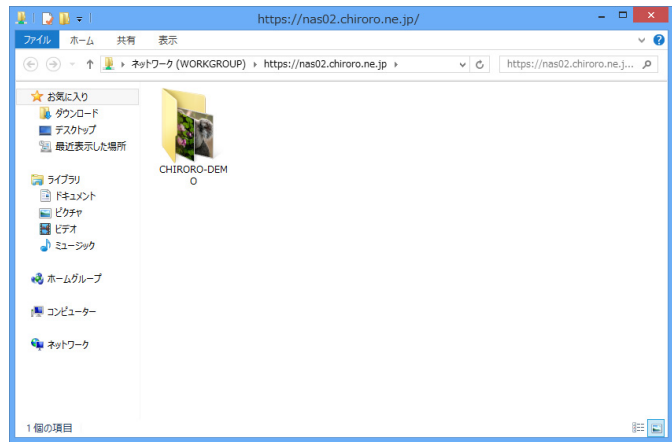 https://nas02.chiroro.ne.jp/
ファイル ホーム 共有 表示
ネットワーク (WORKGROUP) https://nas02.chiroro.ne.jp
https://nas02.chiroro.ne.j...
お気に入り
ダウンロード
デスクトップ
最近表示した場所
ライブラリ
ドキュメント
ピクチャ
ビデオ
ミュージック
ホームグループ
コンピューター
ネットワーク
CHIRORO-DEM
O
1 個の項目